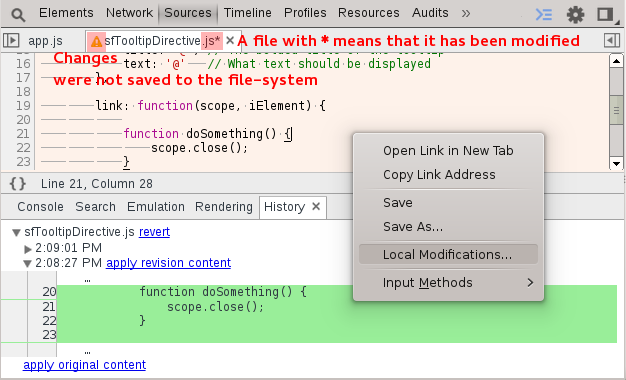 Elements Network Sources Timeline Profiles Resources Audits »
app.js sfTooltipDirective.js* × A file with * means that it has been modified
Changes
were not saved to the file-system
16 text: '@' // What text should be displayed
17 },
18
19 link: function(scope, iElement) {
20
21 function doSomething() {
22 scope.close();
23 }
{} Line 21, Column 28
Open Link in New Tab
Copy Link Address
Save
Save As...
Local Modifications...
Input Methods
Console Search Emulation Rendering History ×
sfTooltipDirective.js revert
2:09:01 PM
2:08:27 PM apply revision content
…
20 function doSomething() {
21 scope.close();
22 }
23
…
apply original content